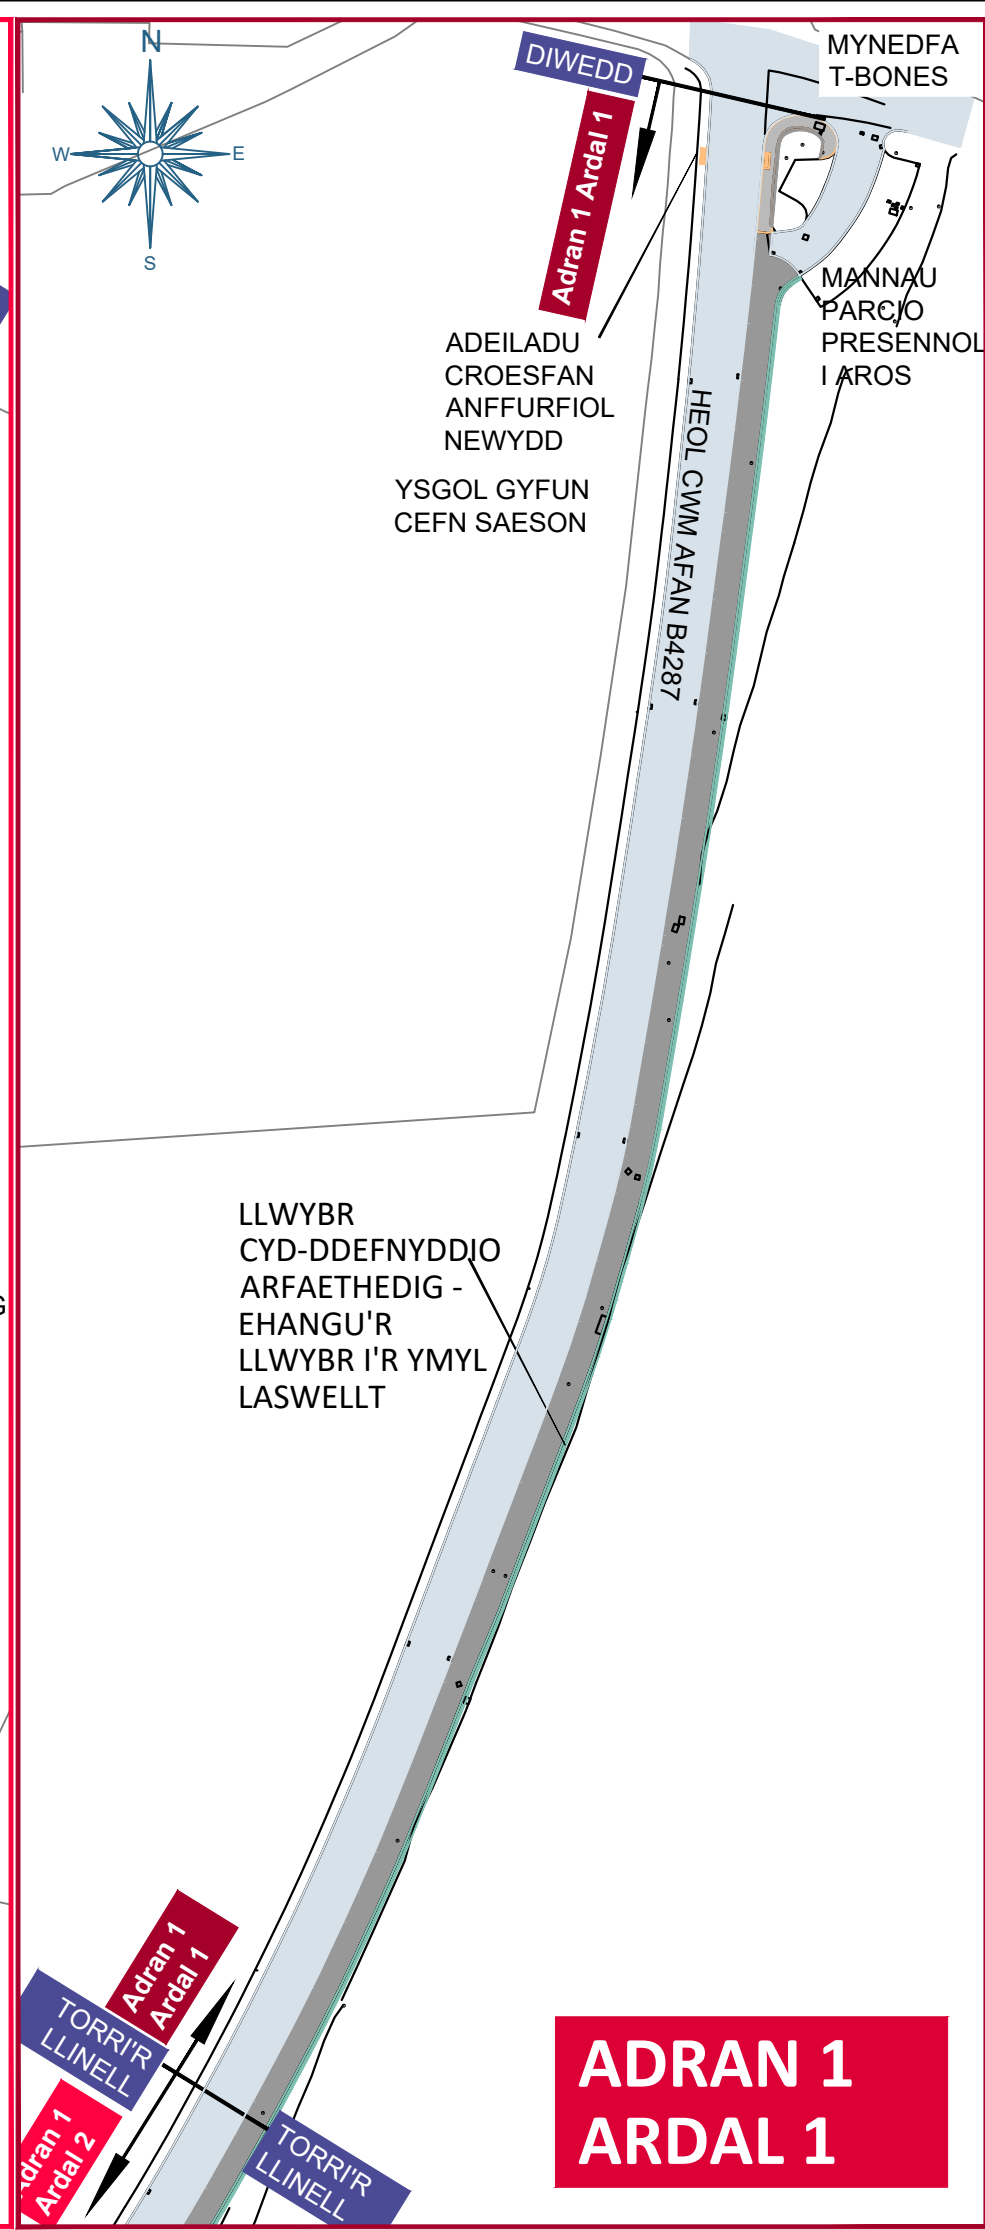 MYNEDFA
T-BONES
N
W
E
S
DIWEDD
Adran 1 Ardal 1
ADEILADU
CROESFAN
ANFFURFIOL
NEWYDD
MANNAU
PARCIO
PRESENNOL
I AROS
YSGOL GYFUN
CEFN SAESON
HEOL CWM AFAN B4287
LLWYBR
CYD-DDEFNYDDIO
ARFAETHEDIG -
EHANGU'R
LLWYBR I'R YMYL
LASWELLT
Adran 1
Ardal 1
TORRI'R
LLINELL
Adran 1
Ardal 2
TORRI'R
LLINELL
ADRAN 1
ARDAL 1